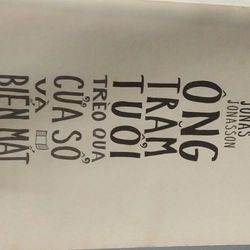 JONAS
JONASSON
ÔNG
TRĂM
TUỔI
TRÈO QUA
CỬA SỔ
VÀ
BIẾN MẤT